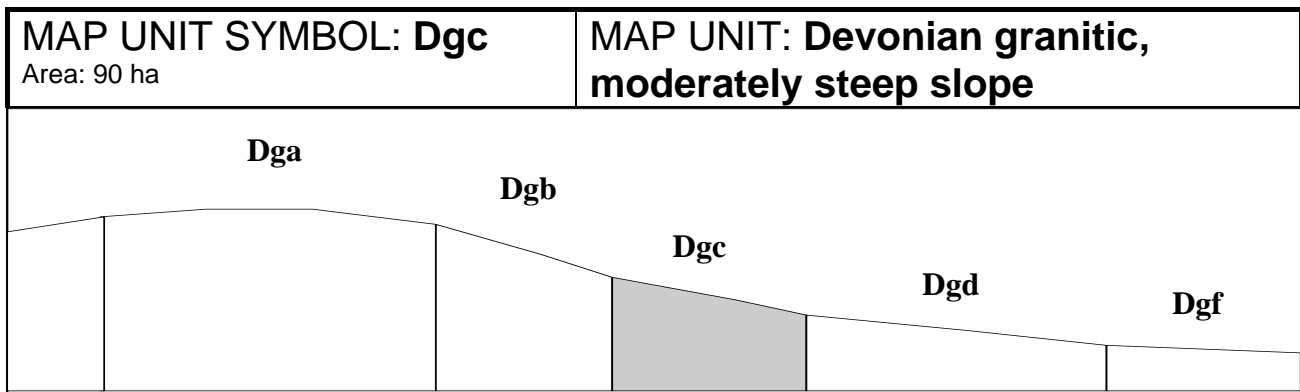 MAP UNIT SYMBOL: Dgc
Area: 90 ha
MAP UNIT: Devonian granitic,
moderately steep slope
Dga
Dgb
Dgc
Dgd
Dgf